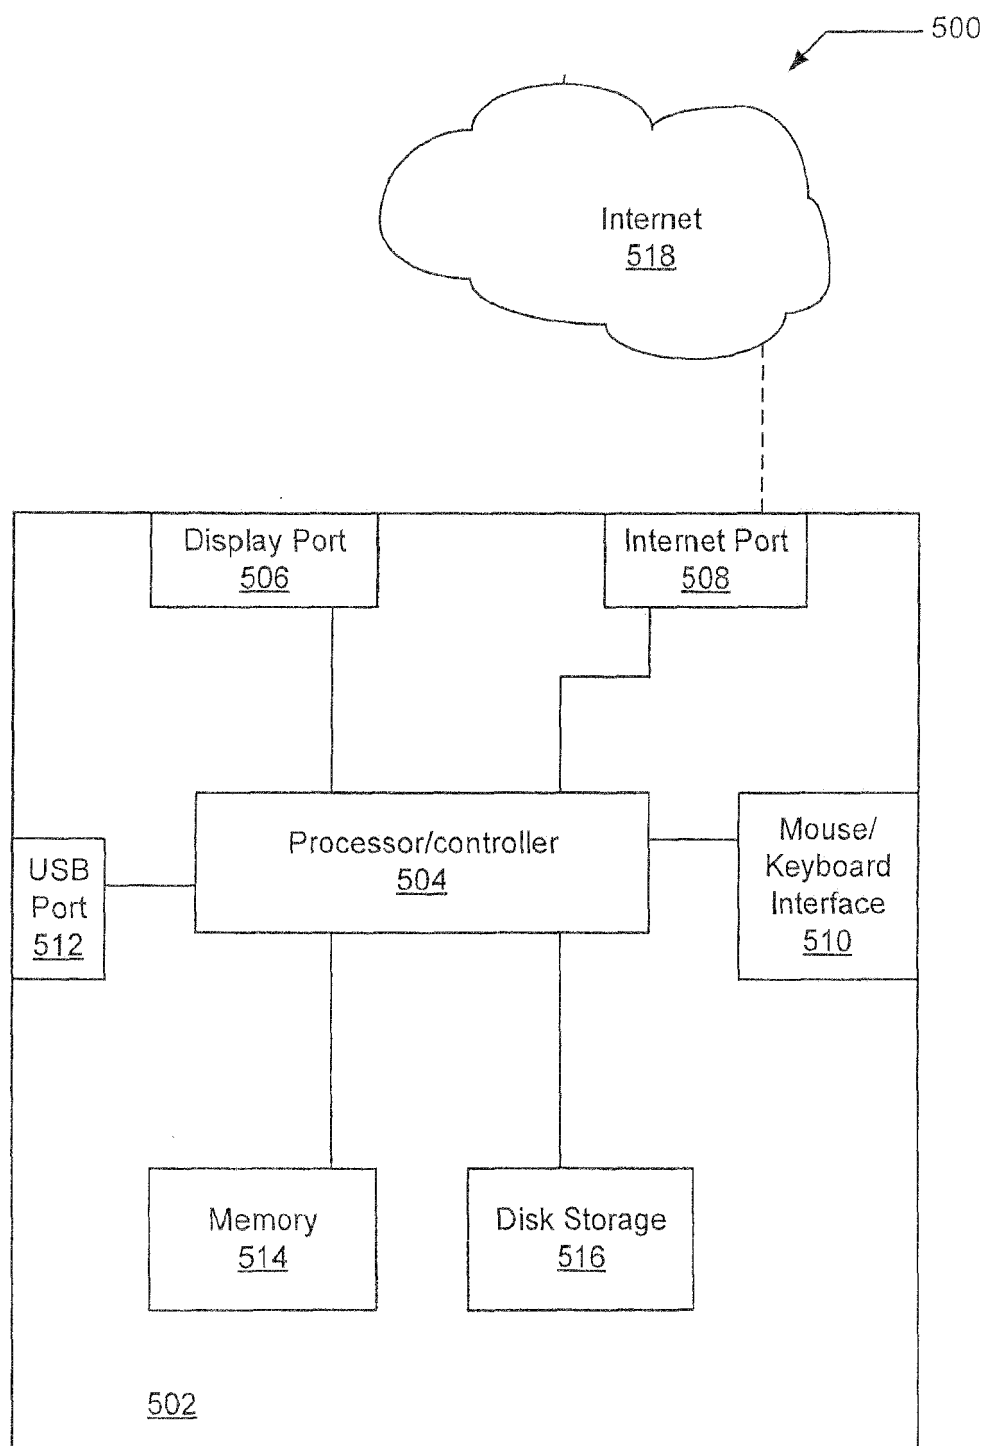 500
Internet
518
Display Port
506
Internet Port
508
Processor/controller
504
Mouse/
Keyboard
Interface
510
USB
Port
512
Memory
514
Disk Storage
516
502